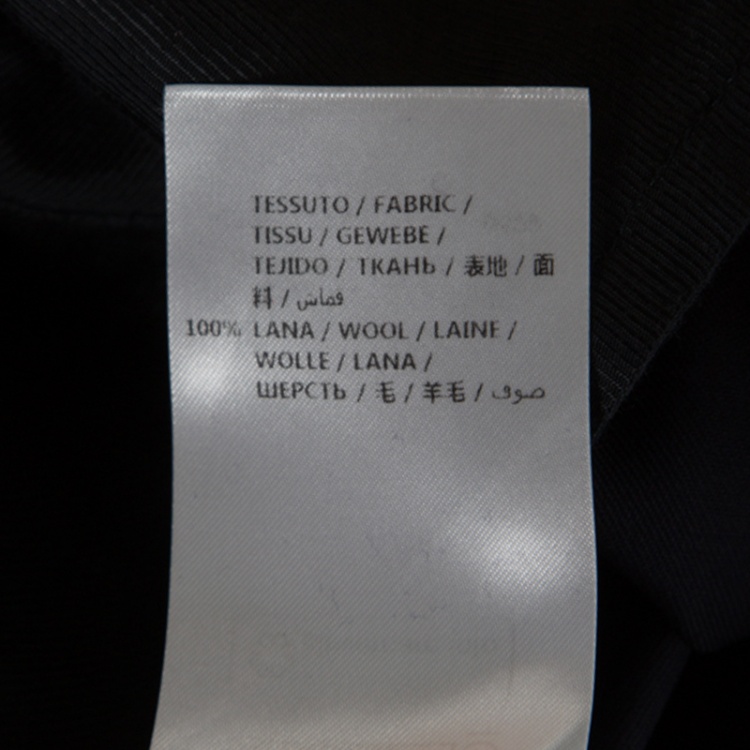 TESSUTO / FABRIC /
TISSU / GEWEBE /
TEJIDO / ТКАНЬ / 表地 / 面
料 / قماش
100% LANA / WOOL / LAINE /
WOLLE / LANA /
ШЕРСТЬ / 毛 / 羊毛 / صوف